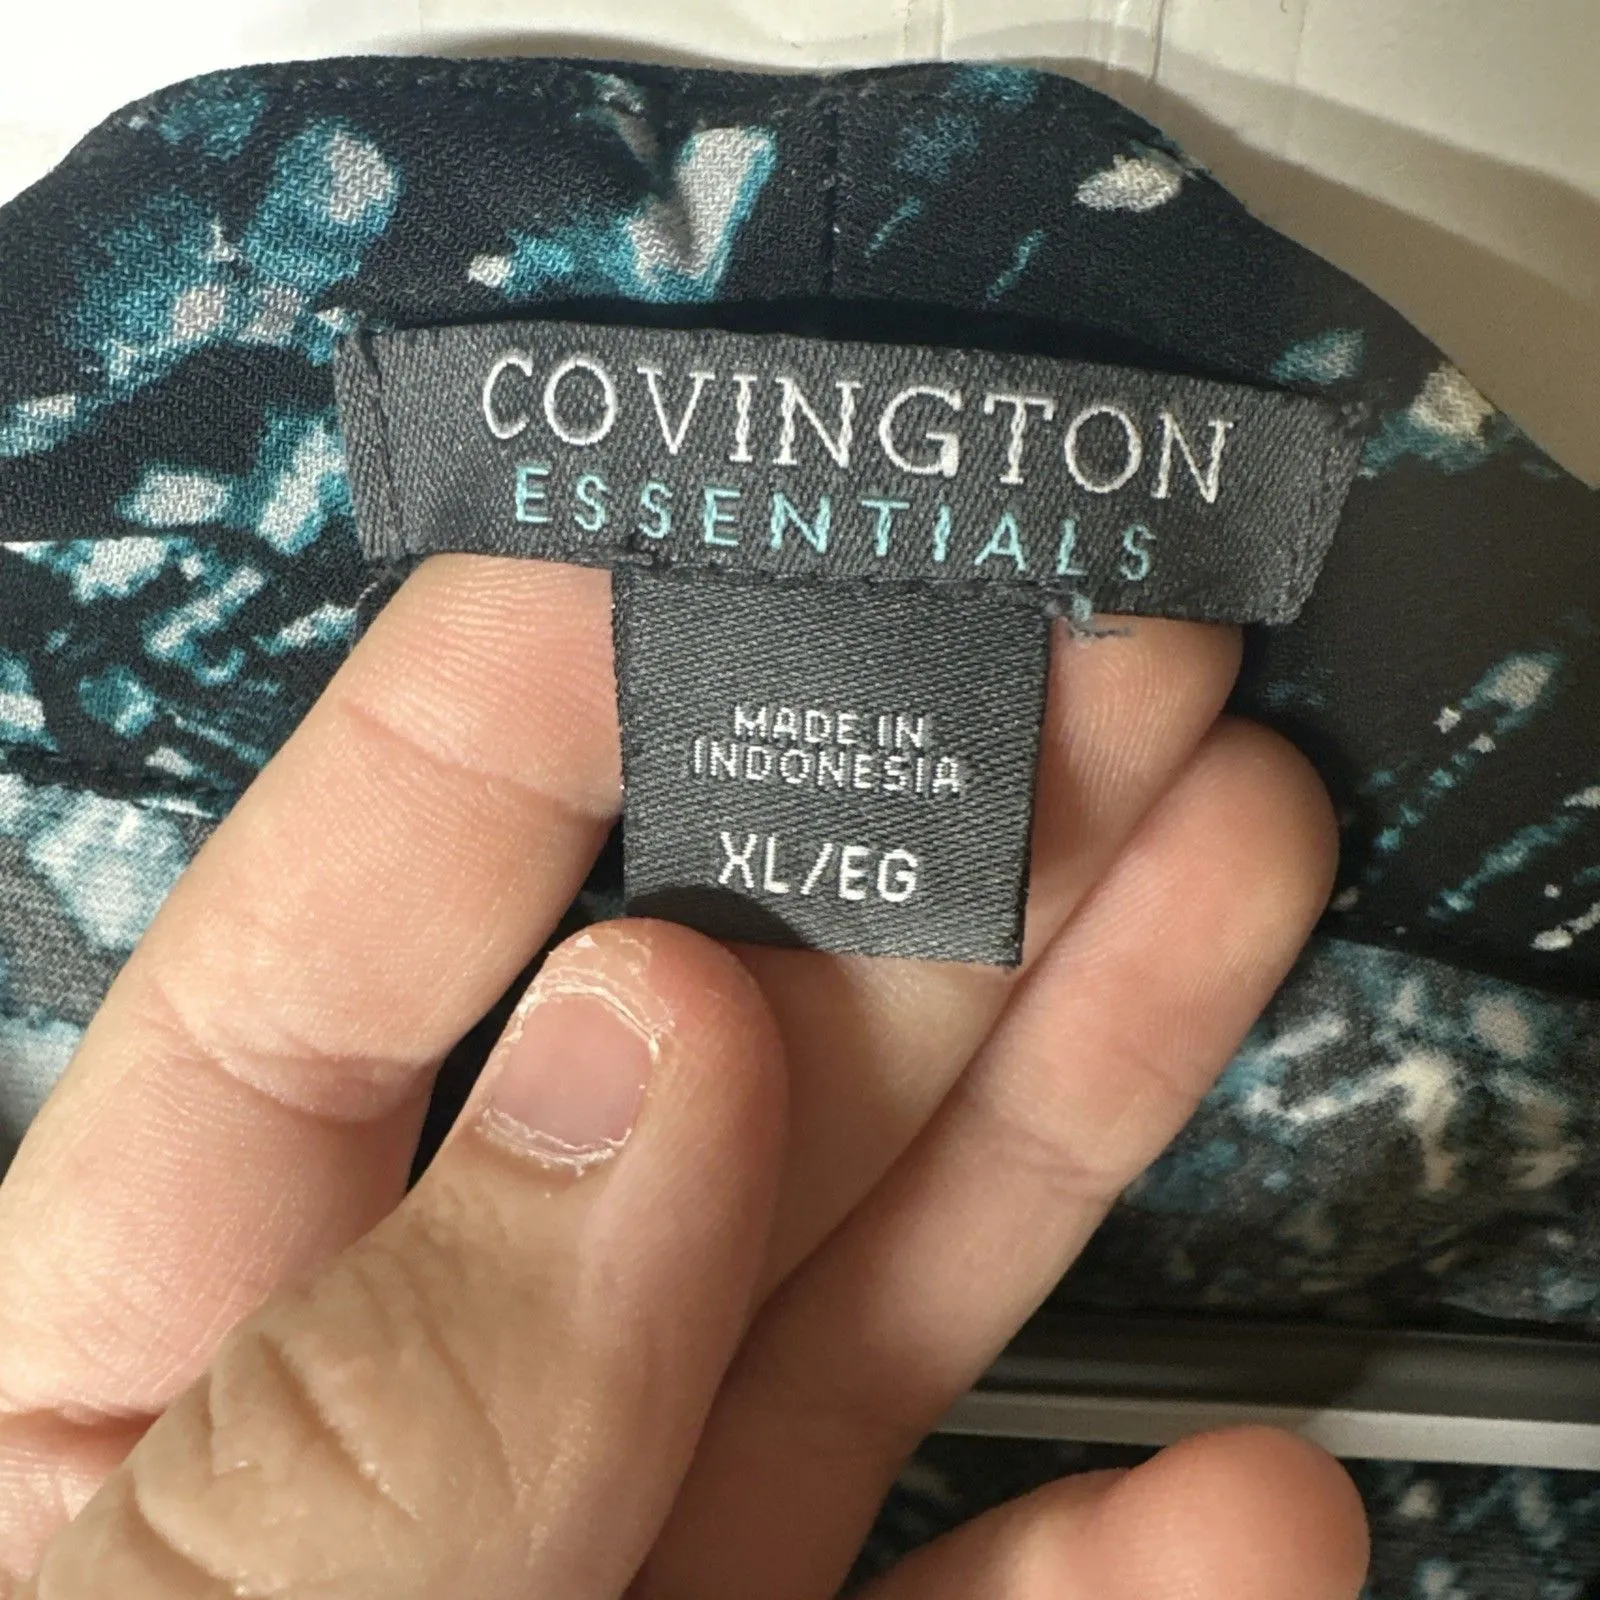 COVINGTON
ESSENTIALS
MADE IN
INDONESIA
XL/EG